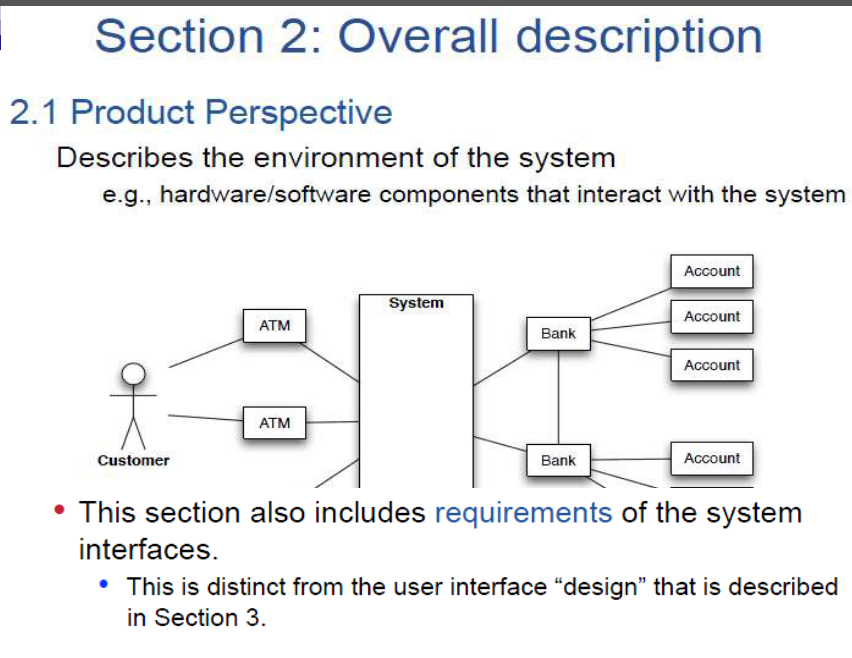 Section 2: Overall description
2.1 Product Perspective
Describes the environment of the system
e.g., hardware/software components that interact with the system
Account
System
Account
ATM
Bank
Account
ATM
Customer
Bank
Account
• This section also includes requirements of the system
interfaces.
• This is distinct from the user interface “design” that is described
in Section 3.